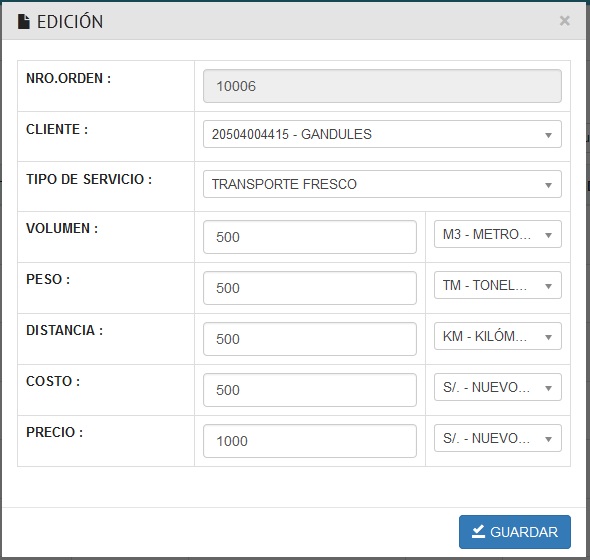 EDICIÓN ×
NRO.ORDEN : 10006
CLIENTE : 20504004415 - GANDULES
TIPO DE SERVICIO : TRANSPORTE FRESCO
VOLUMEN : 500 M3 - METRO...
PESO : 500 TM - TONEL...
DISTANCIA : 500 KM - KILÓM...
COSTO : 500 S/. - NUEVO...
PRECIO : 1000 S/. - NUEVO...
GUARDAR